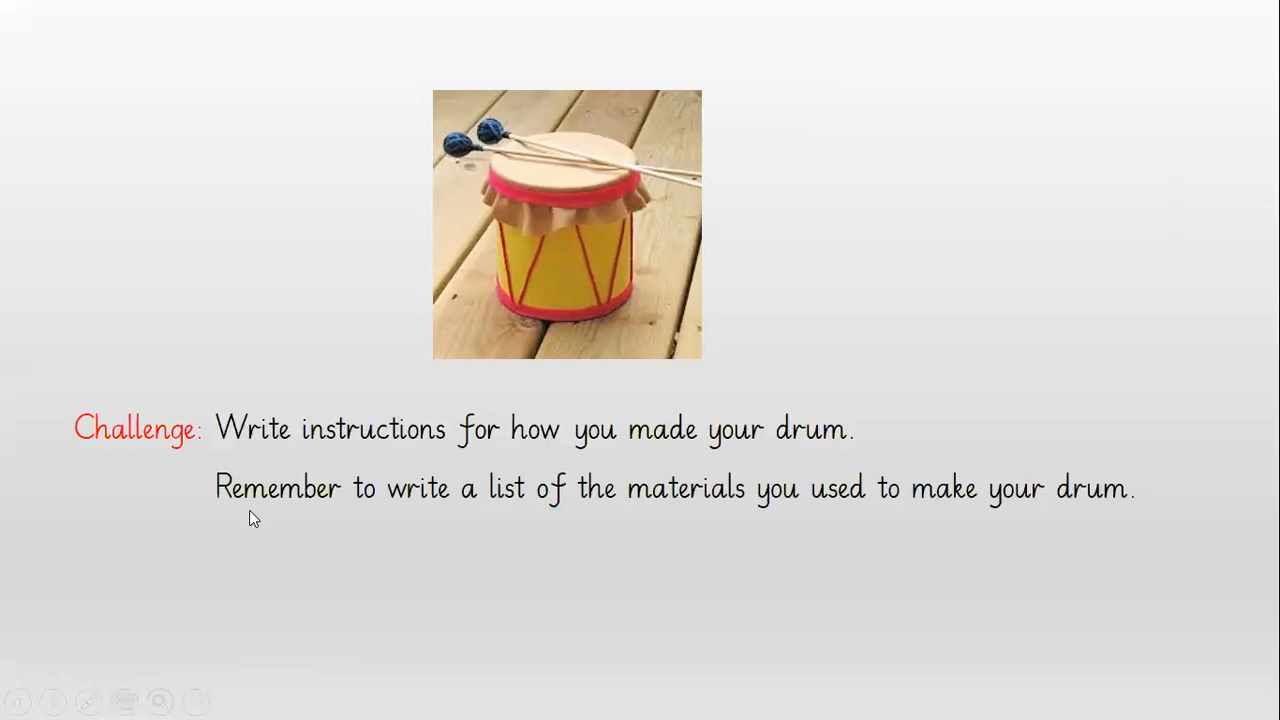 Challenge: Write instructions for how you made your drum.
Remember to write a list of the materials you used to make your drum.